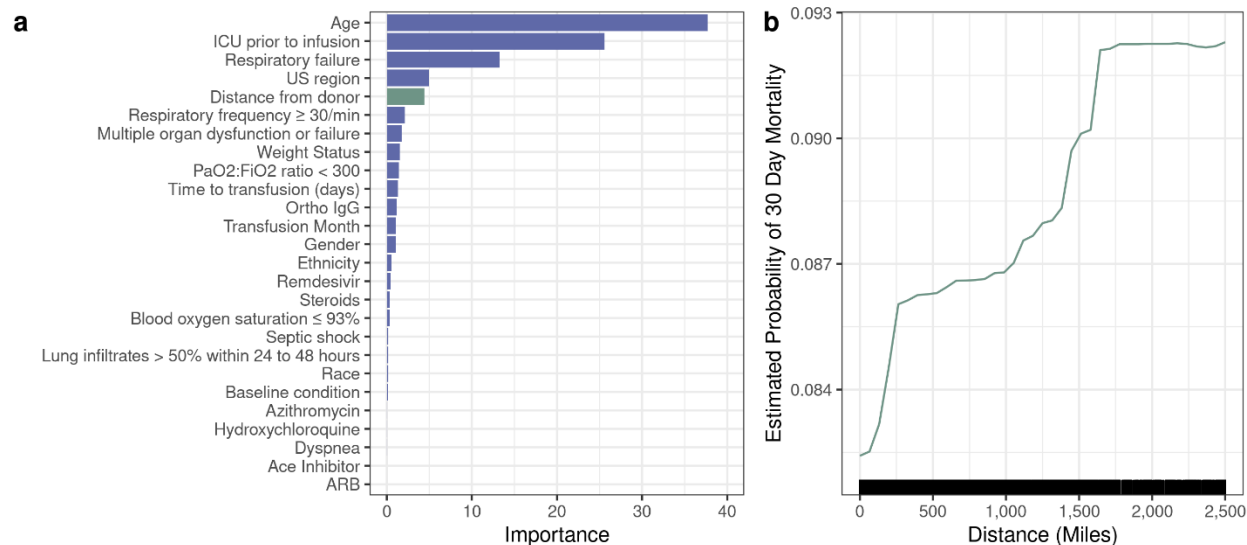 a
Age
ICU prior to infusion
Respiratory failure
US region
Distance from donor
Respiratory frequency ≥ 30/min
Multiple organ dysfunction or failure
Weight Status
PaO2:FiO2 ratio < 300
Time to transfusion (days)
Ortho IgG
Transfusion Month
Gender
Ethnicity
Remdesivir
Steroids
Blood oxygen saturation ≤ 93%
Septic shock
Lung infiltrates > 50% within 24 to 48 hours
Race
Baseline condition
Azithromycin
Hydroxychloroquine
Dyspnea
Ace Inhibitor
ARB
0 10 20 30 40
Importance
b
Estimated Probability of 30 Day Mortality
0.093
0.090
0.087
0.084
0 500 1,000 1,500 2,000 2,500
Distance (Miles)